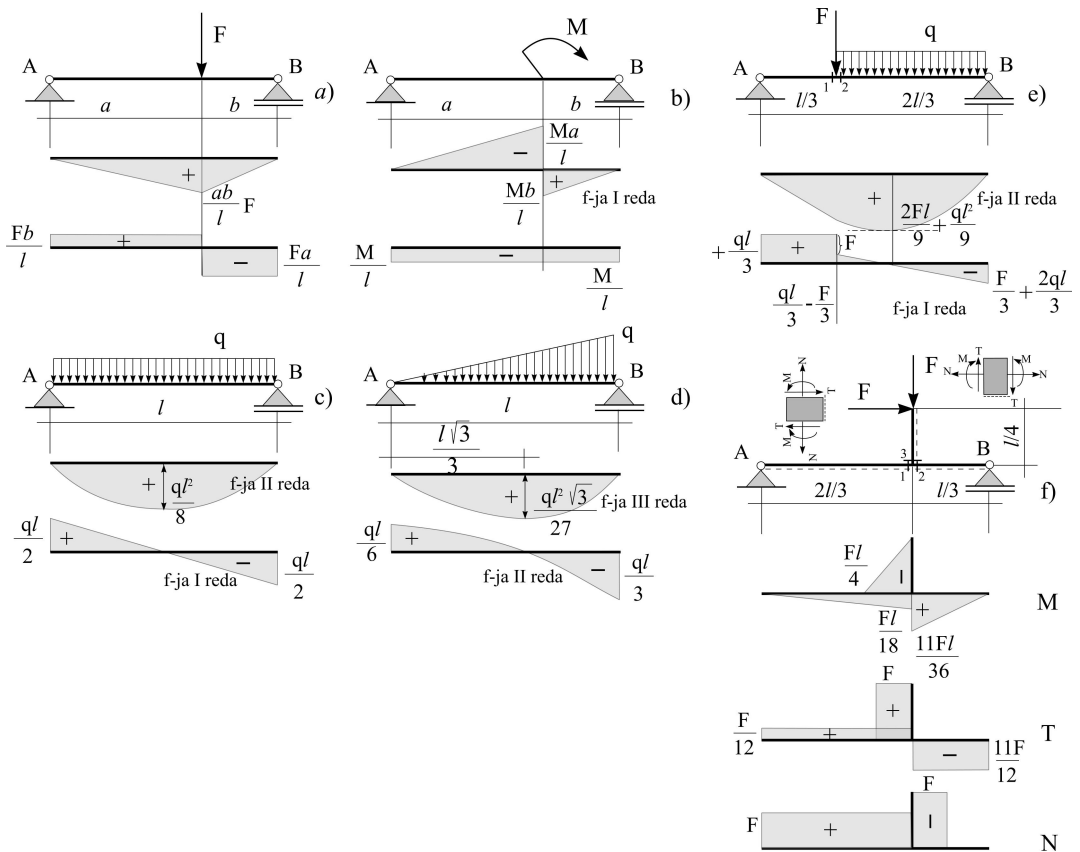 F
A B
a b
a)
+
ab/l F
Fb/l
+
−
Fa/l
M
A B
a b
b)
Ma/l
−
+
Mb/l
f-ja I reda
M/l
−
M/l
F
q
A B
1 2
l/3 2l/3
e)
+
f-ja II reda
2Fl/9 + ql²/9
+ ql/3
+
F
−
ql/3 - F/3
F/3 + 2ql/3
f-ja I reda
q
A B
l
c)
+
f-ja II reda
ql²/8
ql/2
+
−
f-ja I reda
ql/2
q
A B
l
d)
l√3/3
+
ql²√3/27
f-ja III reda
ql/6
+
−
f-ja II reda
ql/3
N
M
T
T
M
N
T
M M
N N
T
F
F
l/4
A B
3
1 2
2l/3 l/3
f)
Fl/4
−
+
M
Fl/18
11Fl/36
F
+
F/12
+
T
−
11F/12
F
F
+
−
N